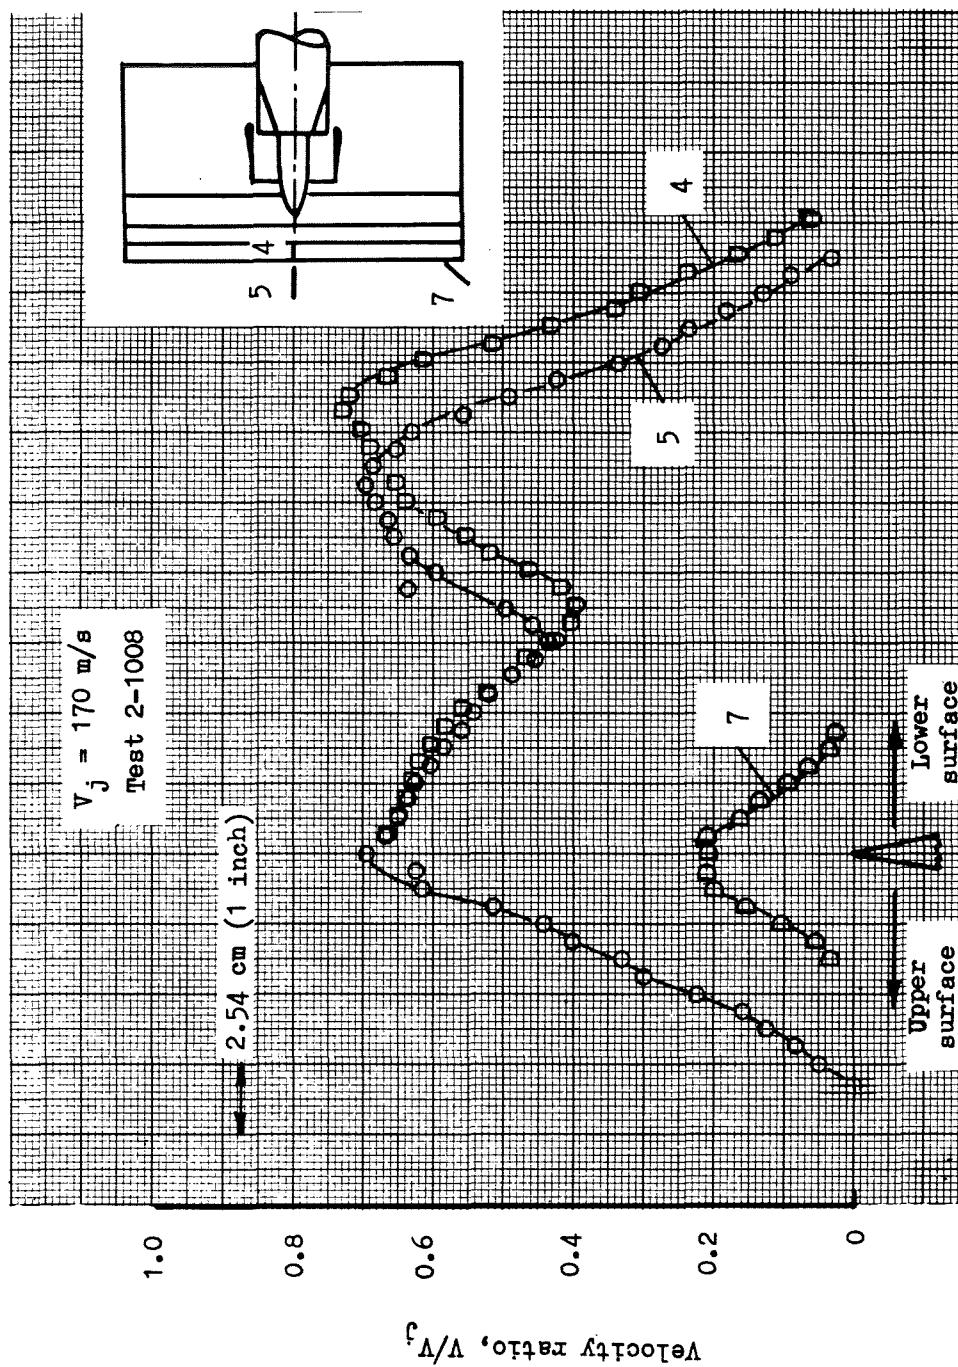 V_j = 170 m/s
Test 2-1008
2.54 cm (1 inch)
5
4
7
4
5
7
Upper
surface
Lower
surface
1.0
0.8
0.6
0.4
0.2
0
Velocity ratio, V/V_j